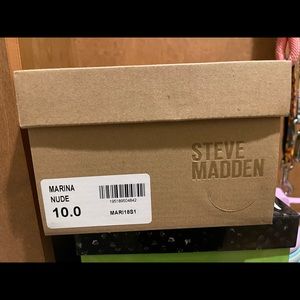 STEVE
MADDEN
MARINA
NUDE
10.0
MARI18S1